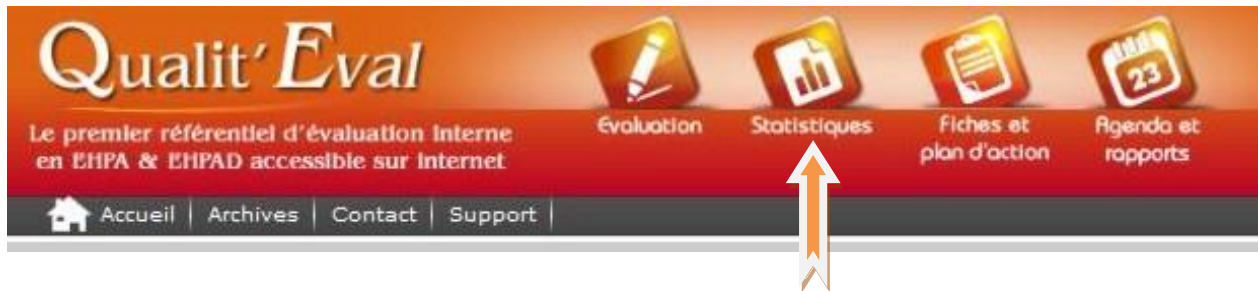 Qualit' Eval
Le premier référentiel d'évaluation interne
en EHPA & EHPAD accessible sur Internet
Evaluation
Statistiques
Fiches et
plan d'action
23
Agenda et
rapports
Accueil | Archives | Contact | Support |